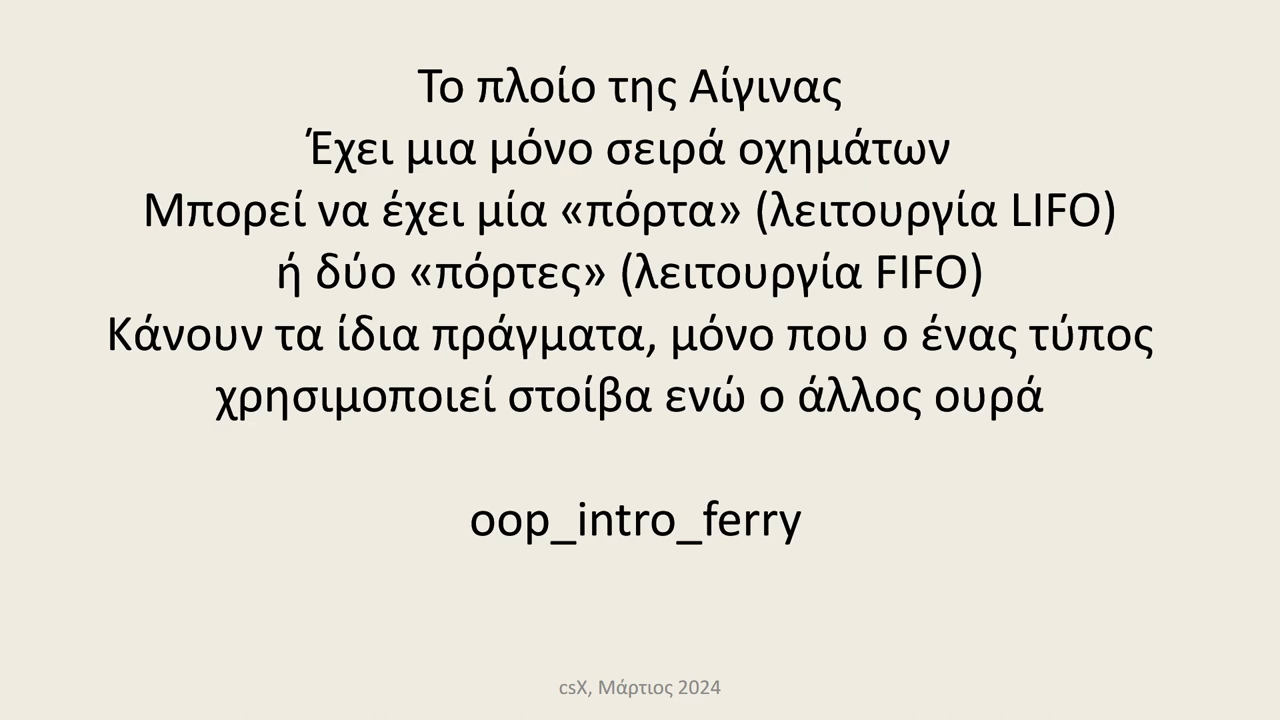 Το πλοίο της Αίγινας
Έχει μια μόνο σειρά οχημάτων
Μπορεί να έχει μία «πόρτα» (λειτουργία LIFO)
ή δύο «πόρτες» (λειτουργία FIFO)
Κάνουν τα ίδια πράγματα, μόνο που ο ένας τύπος
χρησιμοποιεί στοίβα ενώ ο άλλος ουρά
oop_intro_ferry
csX, Μάρτιος 2024